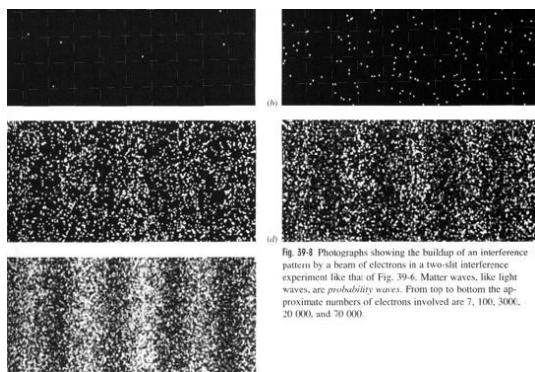 (b)
(d)
Fig. 39-8 Photographs showing the buildup of an interference
pattern by a beam of electrons in a two-slit interference
experiment like that of Fig. 39-6. Matter waves, like light
waves, are probability waves. From top to bottom the ap-
proximate numbers of electrons involved are 7, 100, 3000,
20 000, and 70 000.